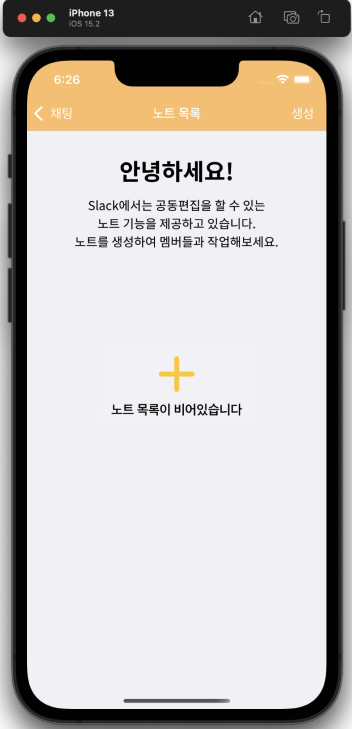 iPhone 13
iOS 15.2
6:26
채팅
노트 목록
생성
안녕하세요!
Slack에서는 공동편집을 할 수 있는
노트 기능을 제공하고 있습니다.
노트를 생성하여 멤버들과 작업해보세요.
노트 목록이 비어있습니다